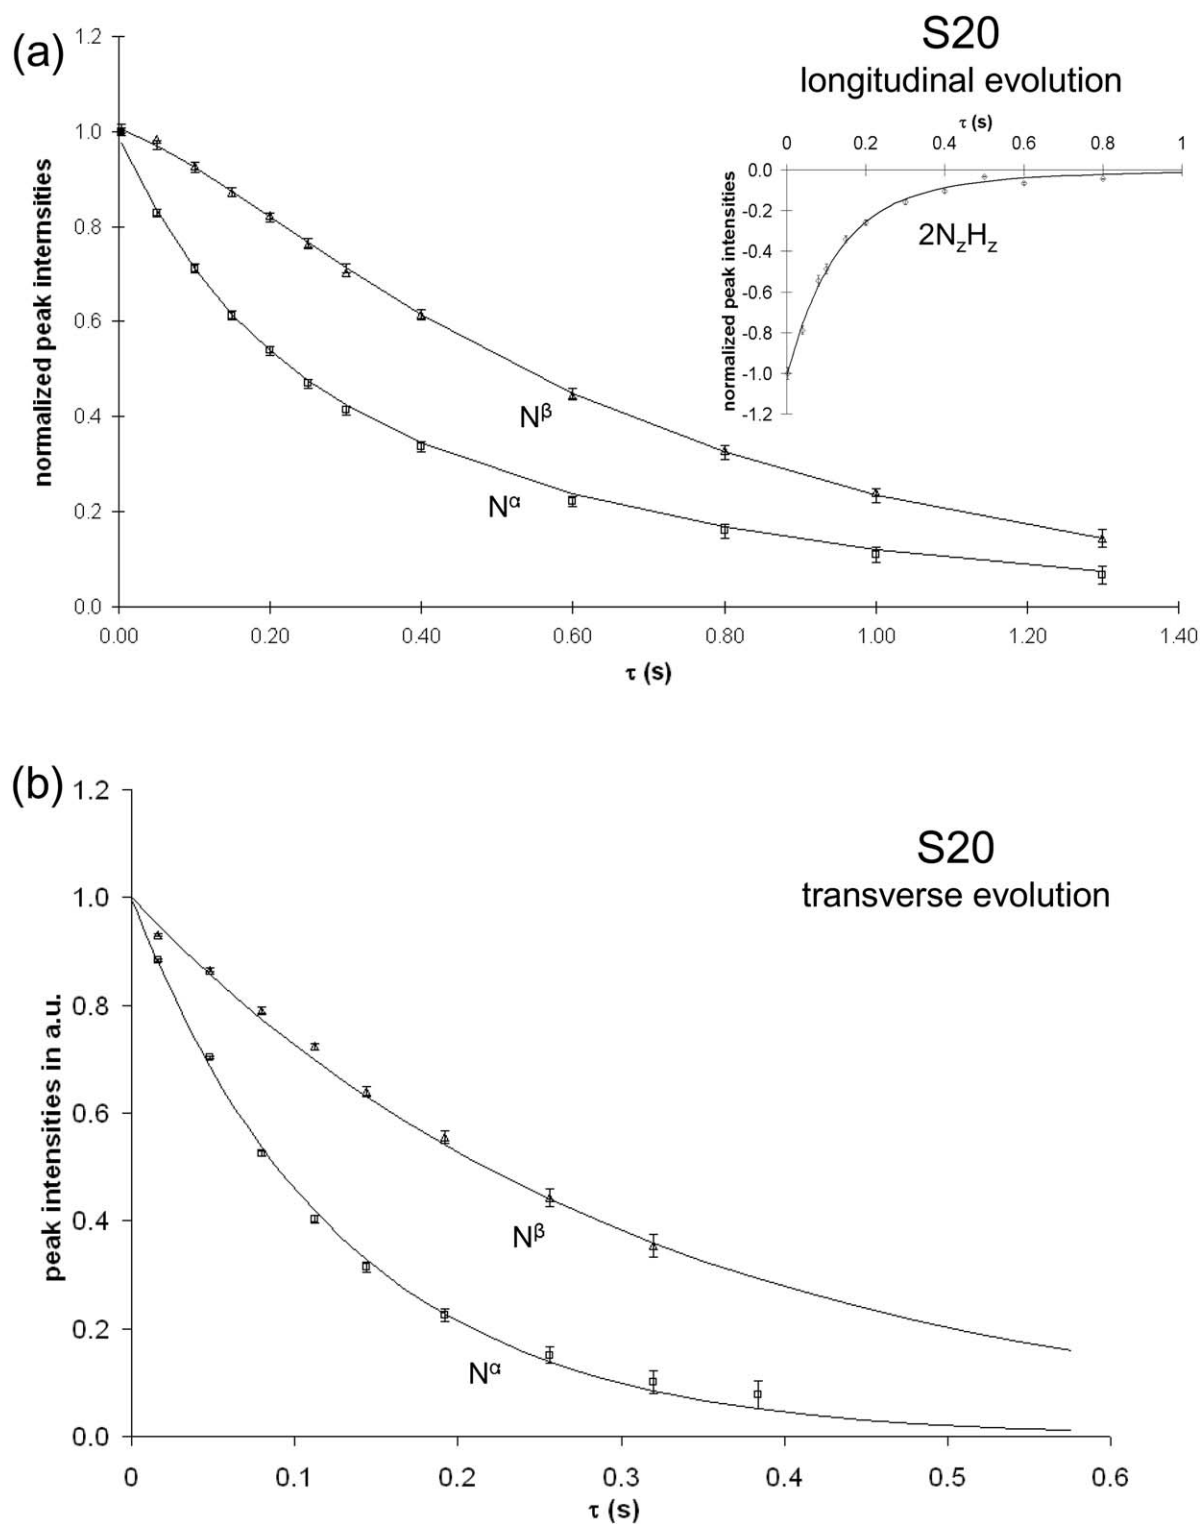 (a)
S20
longitudinal evolution
τ (s)
0 0.2 0.4 0.6 0.8 1
0.0
-0.2
-0.4
-0.6
-0.8
-1.0
-1.2
normalized peak intensities
2NzHz
1.2
1.0
0.8
0.6
0.4
0.2
0.0
normalized peak internsities
Nβ
Nα
0.00 0.20 0.40 0.60 0.80 1.00 1.20 1.40
τ (s)
(b)
S20
transverse evolution
1.2
1.0
0.8
0.6
0.4
0.2
0.0
peak intensities in a.u.
Nβ
Nα
0 0.1 0.2 0.3 0.4 0.5 0.6
τ (s)